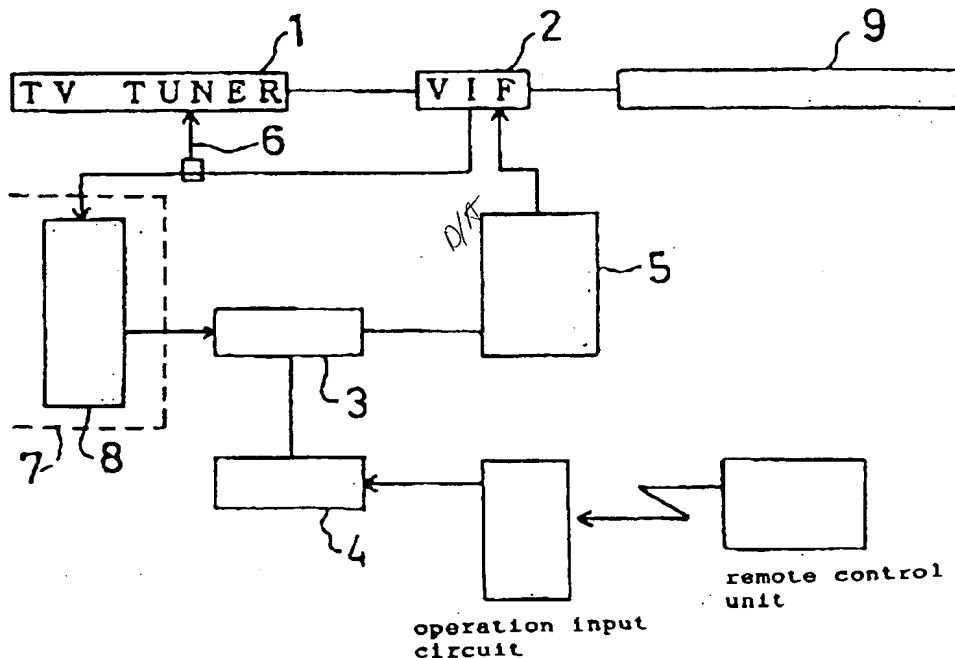 1
2
9
TV TUNER
VIF
6
D/A
5
3
7
8
4
remote control
unit
operation input
circuit